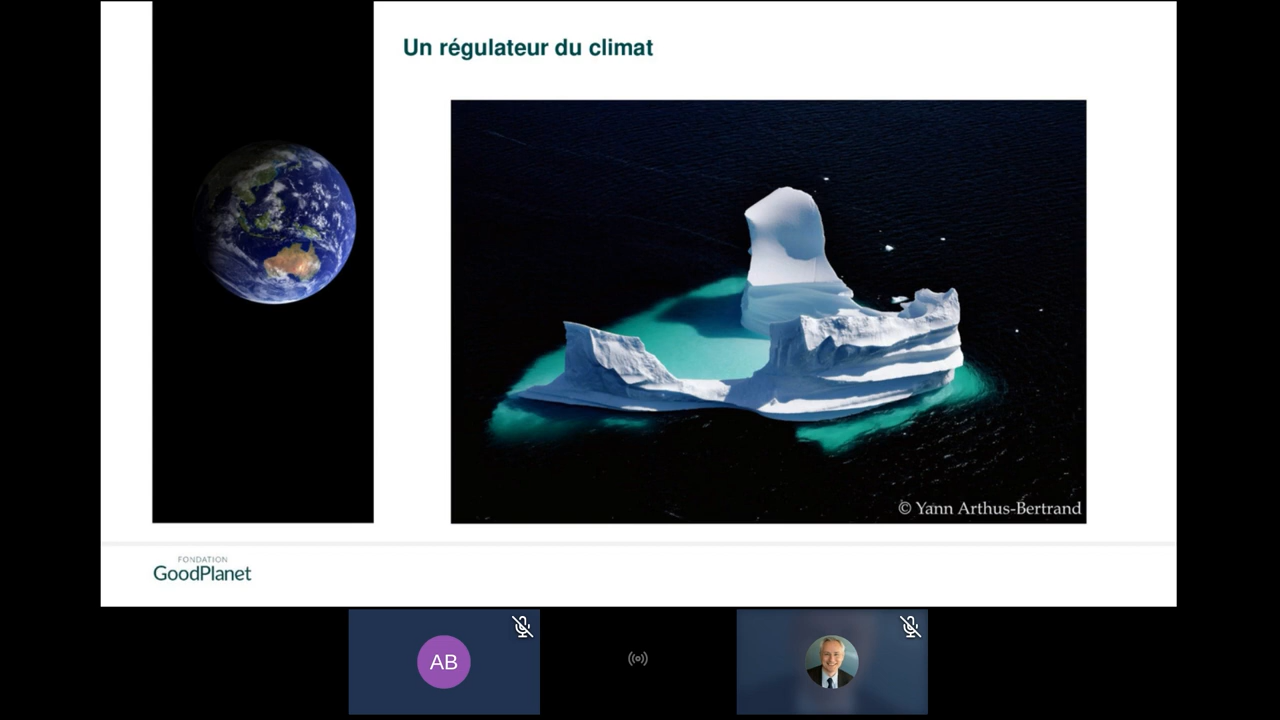 Un régulateur du climat
© Yann Arthus-Bertrand
FONDATION
GoodPlanet
AB